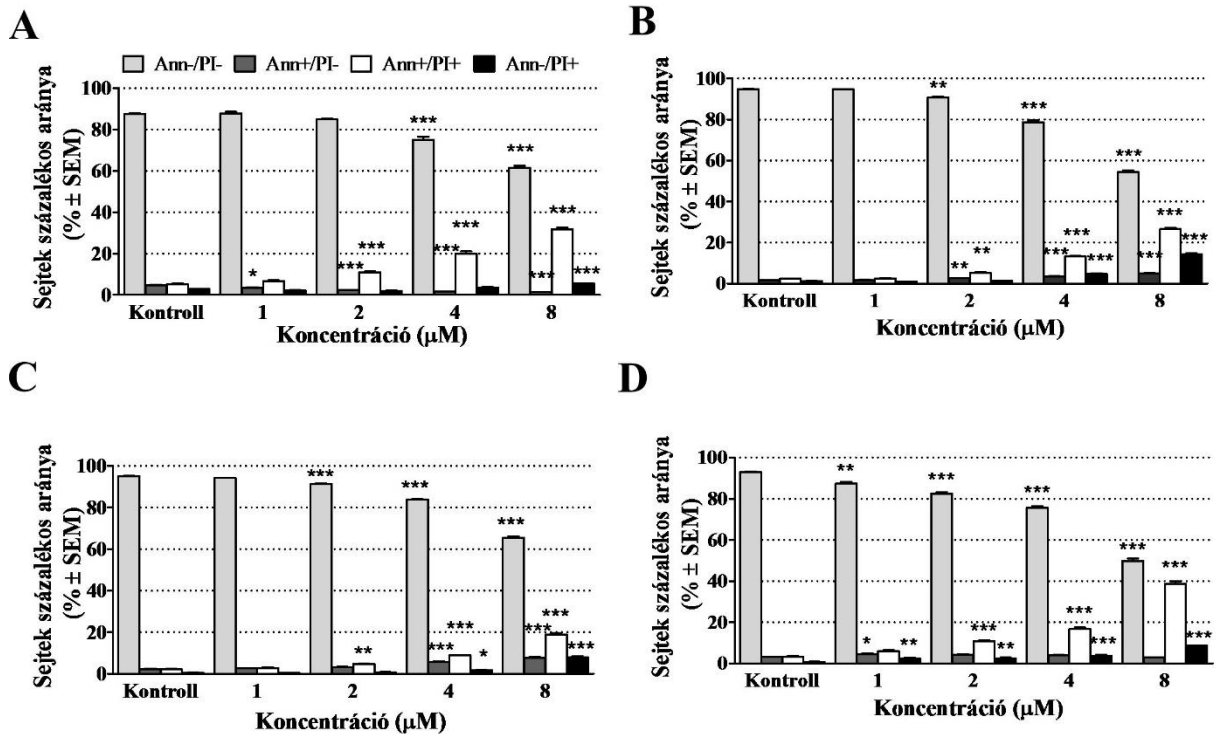 A
Ann-/PI- Ann+/PI- Ann+/PI+ Ann-/PI+
Sejtek százalékos aránya
(% ± SEM)
100
80
60
40
20
0
*
*** ***
*** *** ***
*** *** *** ***
Kontroll 1 2 4 8
Koncentráció (µM)
B
Sejtek százalékos aránya
(% ± SEM)
100
80
60
40
20
0
** ** **
*** *** *** ***
*** *** *** ***
Kontroll 1 2 4 8
Koncentráció (µM)
C
Sejtek százalékos aránya
(% ± SEM)
100
80
60
40
20
0
*** **
*** *** *** *
*** *** *** ***
Kontroll 1 2 4 8
Koncentráció (µM)
D
Sejtek százalékos aránya
(% ± SEM)
100
80
60
40
20
0
** * **
*** *** **
*** *** ***
*** *** ***
Kontroll 1 2 4 8
Koncentráció (µM)